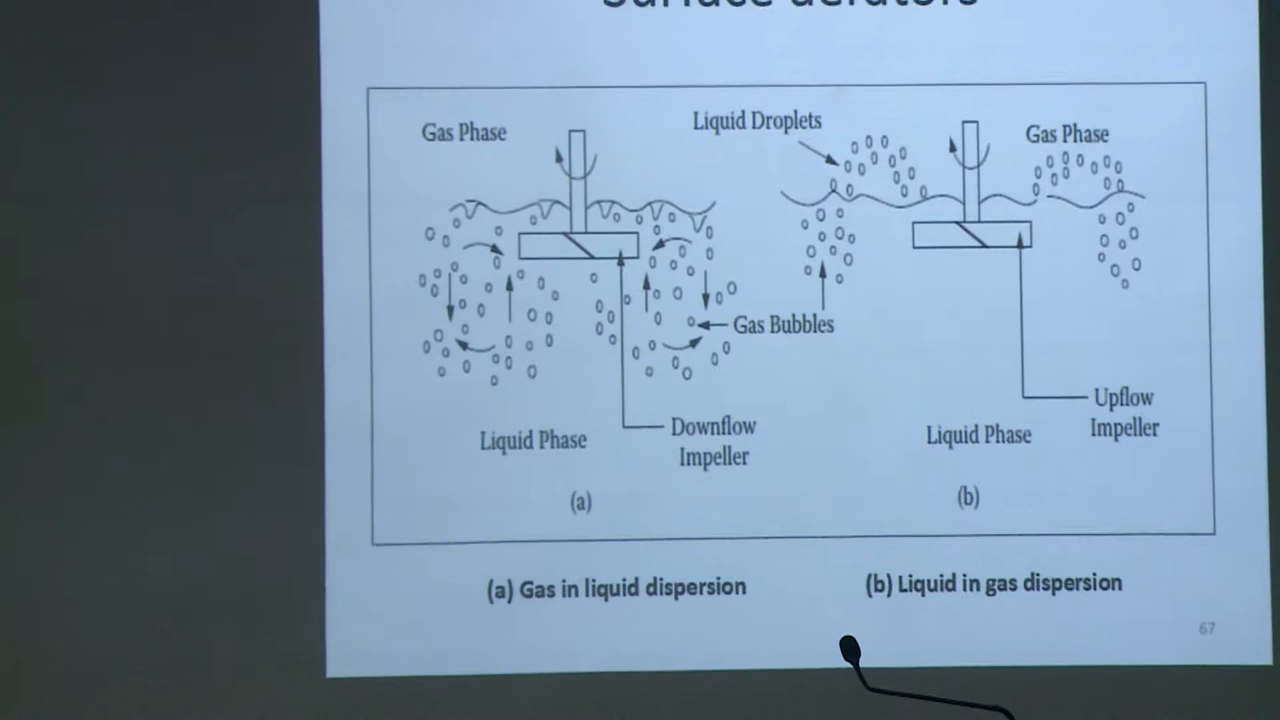 Surface aerators
Gas Phase
Liquid Droplets
Gas Phase
Gas Bubbles
Liquid Phase
Downflow
Impeller
Liquid Phase
Upflow
Impeller
(a)
(b)
(a) Gas in liquid dispersion
(b) Liquid in gas dispersion
67